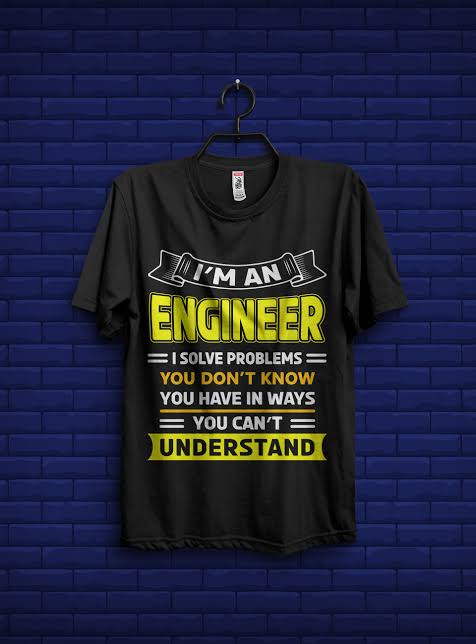 I'M AN
ENGINEER
I SOLVE PROBLEMS
YOU DON'T KNOW
YOU HAVE IN WAYS
YOU CAN'T
UNDERSTAND